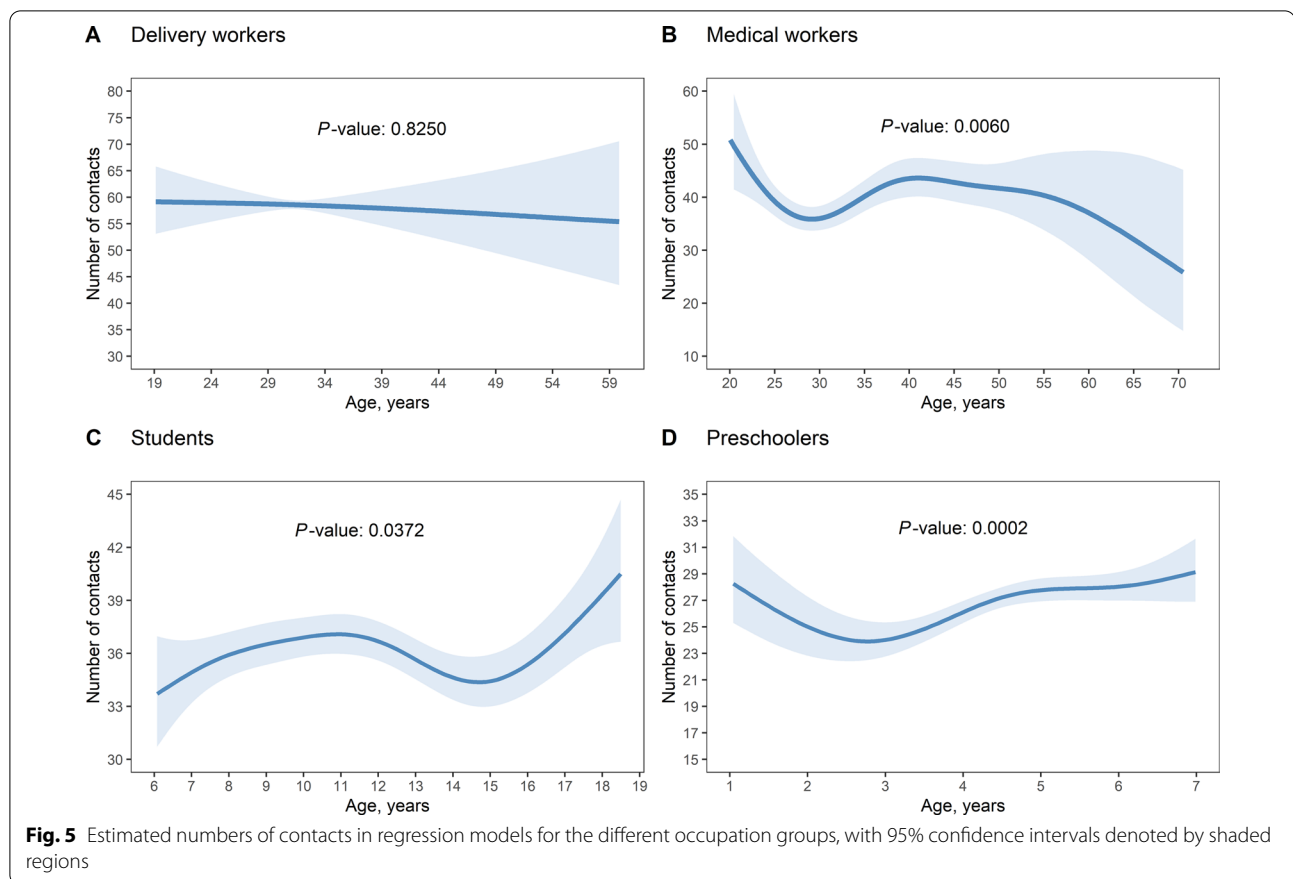 A Delivery workers
Number of contacts
80
75
70
65
60
55
50
45
40
35
30
P-value: 0.8250
19 24 29 34 39 44 49 54 59
Age, years
B Medical workers
Number of contacts
60
50
40
30
20
10
P-value: 0.0060
20 25 30 35 40 45 50 55 60 65 70
Age, years
C Students
Number of contacts
45
42
39
36
33
30
P-value: 0.0372
6 7 8 9 10 11 12 13 14 15 16 17 18 19
Age, years
D Preschoolers
Number of contacts
35
33
31
29
27
25
23
21
19
17
15
P-value: 0.0002
1 2 3 4 5 6 7
Age, years
Fig. 5 Estimated numbers of contacts in regression models for the different occupation groups, with 95% confidence intervals denoted by shaded
regions